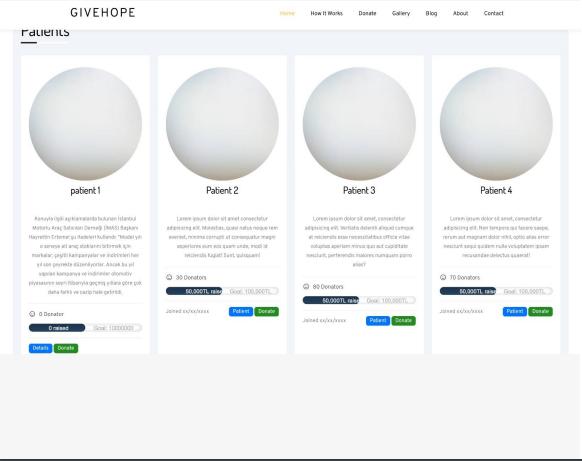 GIVEHOPE
Home How It Works Donate Gallery Blog About Contact
Patients
patient 1
Konuyla ilgili açıklamalarda bulunan İstanbul
Motorlu Araç Satıcıları Derneği (İMAS) Başkanı
Hayrettin Ertemel şu ifadeleri kullandı: "Model yılı
o seneye ait araç stoklarını bitirmek için
markalar; çeşitli kampanyalar ve indirimleri her
yıl son çeyrekte düzenliyorlar. Ancak bu yıl
yapılan kampanya ve indirimler otomotiv
piyasasının seyri itibarıyla geçmiş yıllara göre çok
daha farklı ve cazip hale getirildi.
0 Donator
0 raised Goal: 10000000
Details Donate
Patient 2
Lorem ipsum dolor sit amet consectetur
adipisicing elit. Molestias, quasi natus neque rem
eveniet, minima corrupti ut consequatur magni
asperiores eum eos quam unde, modi id
reiciendis fugiat! Sunt, quisquam!
30 Donators
50,000TL raise Goal: 100,000TL
Joined xx/xx/xxxx Patient Donate
Patient 3
Lorem ipsum dolor sit amet, consectetur
adipisicing elit. Veritatis deleniti aliquid cumque
at reiciendis esse necessitatibus officia vitae
voluptas aperiam minus quo aut cupiditate
nesciunt, perferendis maiores numquam porro
alias?
80 Donators
50,000TL raise Goal: 100,000TL
Joined xx/xx/xxxx Patient Donate
Patient 4
Lorem ipsum dolor sit amet, consectetur
adipisicing elit. Non tempora qui facere saepe,
rerum aut magnam dolor nihil, optio alias error
nesciunt sequi quidem nulla voluptatem ipsam
recusandae delectus quaerat!
70 Donators
50,000TL raise Goal: 100,000TL
Joined xx/xx/xxxx Patient Donate